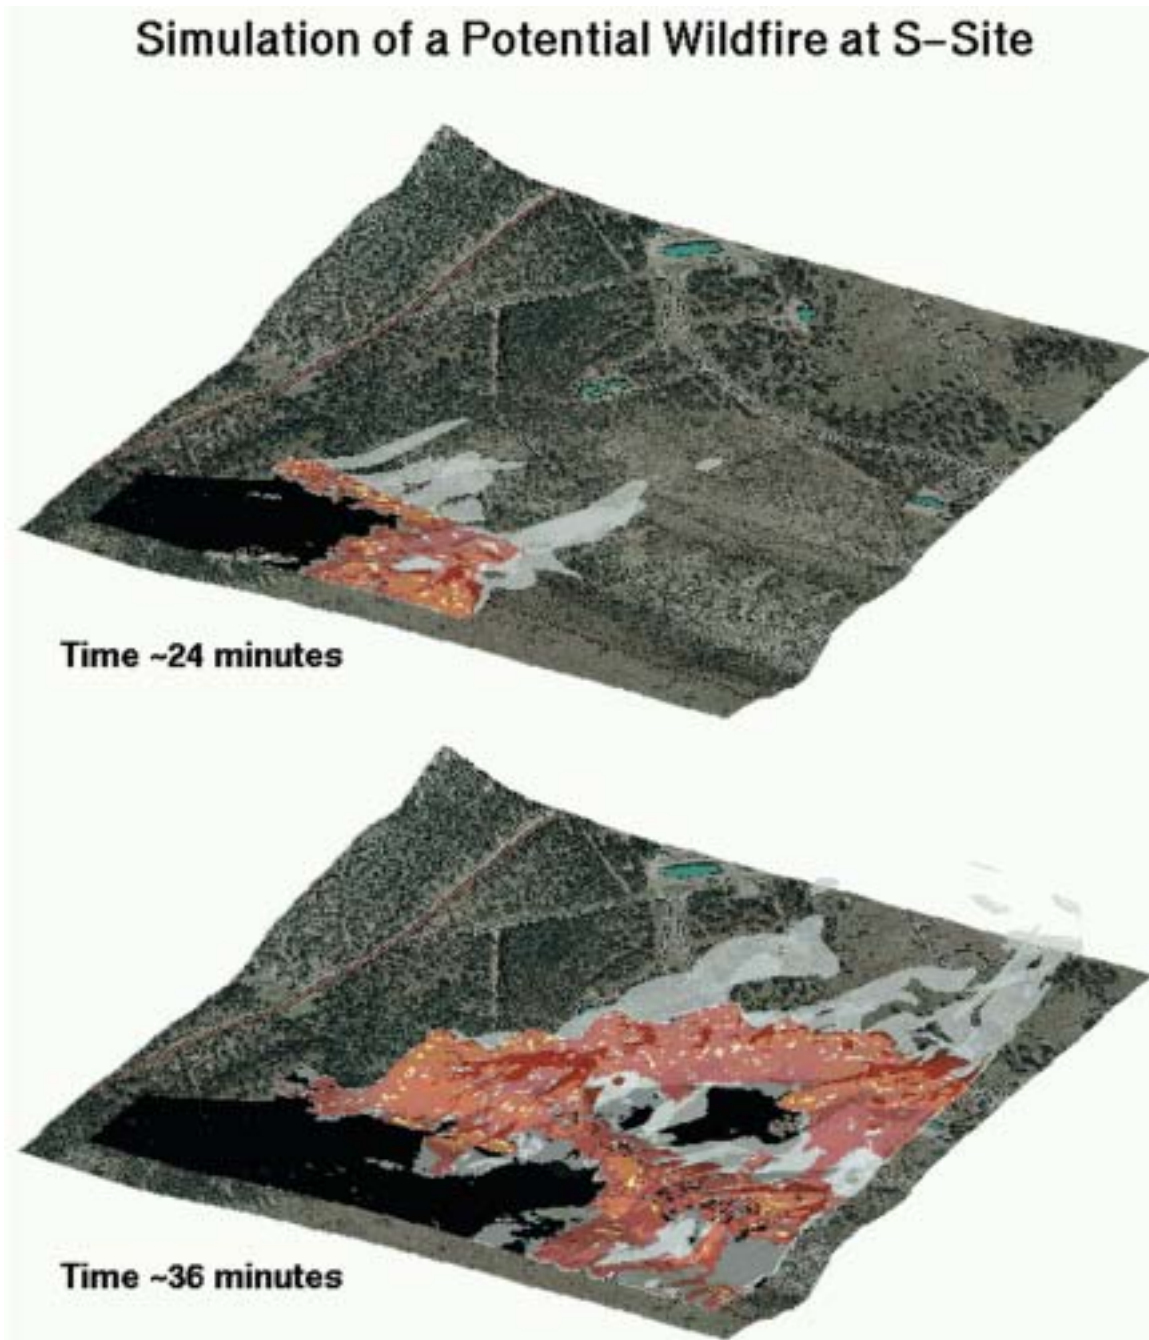 Simulation of a Potential Wildfire at S-Site
Time ~24 minutes
Time ~36 minutes